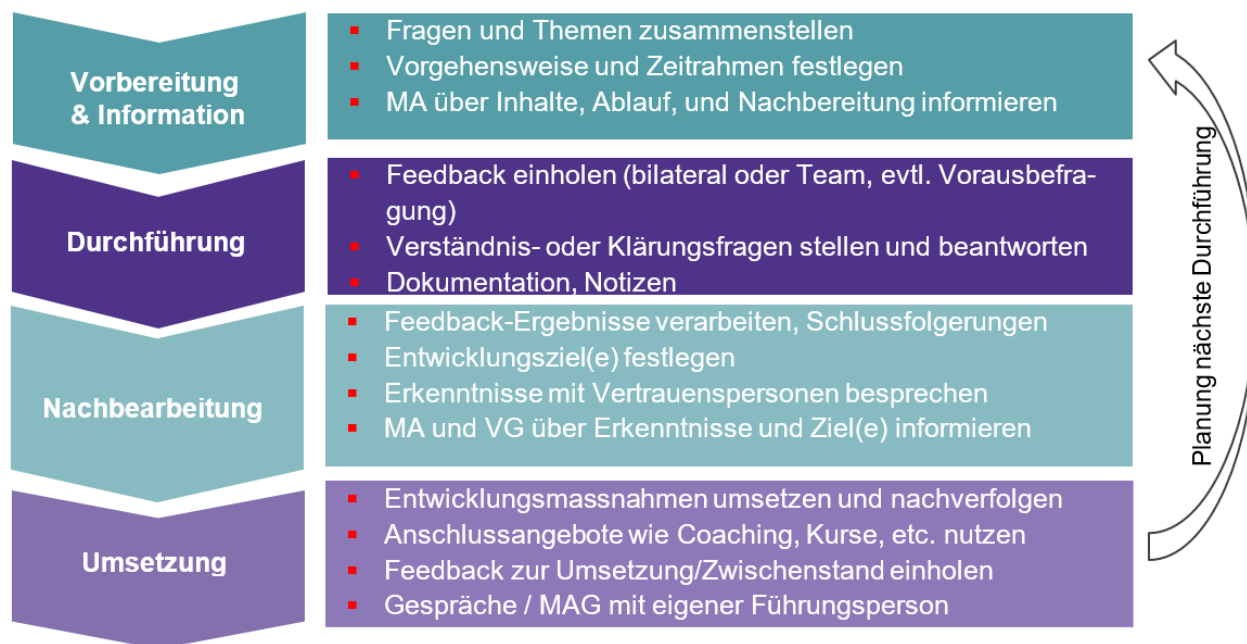 Vorbereitung
& Information
Fragen und Themen zusammenstellen
Vorgehensweise und Zeitrahmen festlegen
MA über Inhalte, Ablauf, und Nachbereitung informieren
Durchführung
Feedback einholen (bilateral oder Team, evtl. Vorausbefra-
gung)
Verständnis- oder Klärungsfragen stellen und beantworten
Dokumentation, Notizen
Nachbearbeitung
Feedback-Ergebnisse verarbeiten, Schlussfolgerungen
Entwicklungsziel(e) festlegen
Erkenntnisse mit Vertrauenspersonen besprechen
MA und VG über Erkenntnisse und Ziel(e) informieren
Umsetzung
Entwicklungsmassnahmen umsetzen und nachverfolgen
Anschlussangebote wie Coaching, Kurse, etc. nutzen
Feedback zur Umsetzung/Zwischenstand einholen
Gespräche / MAG mit eigener Führungsperson
Planung nächste Durchführung